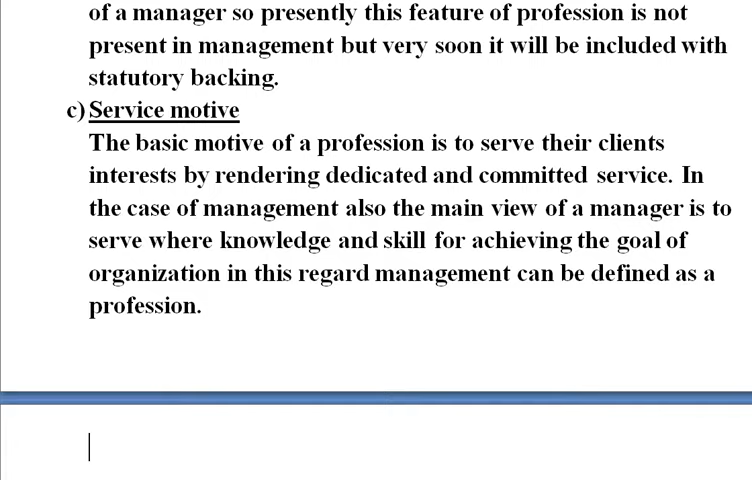 of a manager so presently this feature of profession is not
present in management but very soon it will be included with
statutory backing.
c) Service motive
The basic motive of a profession is to serve their clients
interests by rendering dedicated and committed service. In
the case of management also the main view of a manager is to
serve where knowledge and skill for achieving the goal of
organization in this regard management can be defined as a
profession.